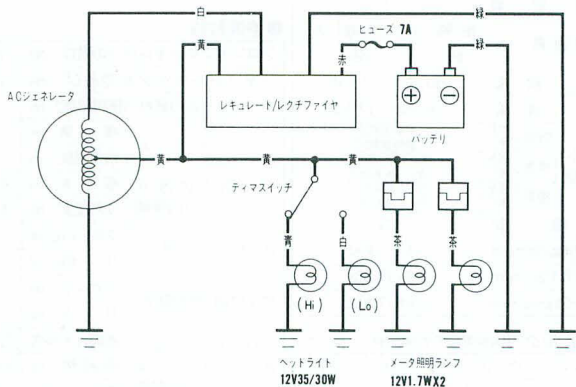 白
緑
黄
ヒューズ 7A
緑
赤
ACジェネレータ
レギュレート/レクチファイヤ
バッテリ
黄
黄
黄
ディマスイッチ
青
白
茶
茶
(Hi)
(Lo)
ヘッドライト
12V35/30W
メータ照明ランプ
12V1.7WX2